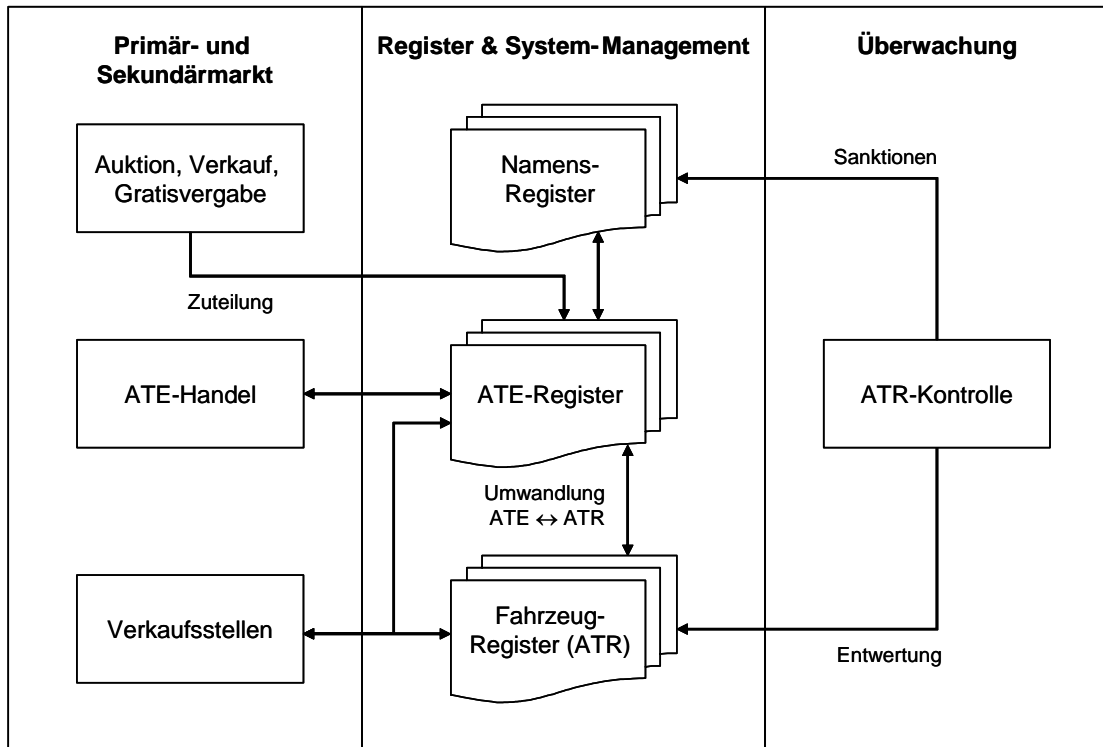 Primär- und
Sekundärmarkt
Register & System-Management
Überwachung
Auktion, Verkauf,
Gratisvergabe
Namens-
Register
Sanktionen
Zuteilung
ATE-Handel
ATE-Register
ATR-Kontrolle
Umwandlung
ATE ↔ ATR
Verkaufsstellen
Fahrzeug-
Register (ATR)
Entwertung